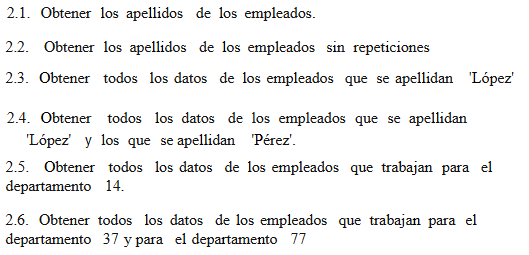 2.1. Obtener los apellidos de los empleados.
2.2. Obtener los apellidos de los empleados sin repeticiones
2.3. Obtener todos los datos de los empleados que se apellidan 'López'
2.4. Obtener todos los datos de los empleados que se apellidan
'López' y los que se apellidan 'Pérez'.
2.5. Obtener todos los datos de los empleados que trabajan para el
departamento 14.
2.6. Obtener todos los datos de los empleados que trabajan para el
departamento 37 y para el departamento 77